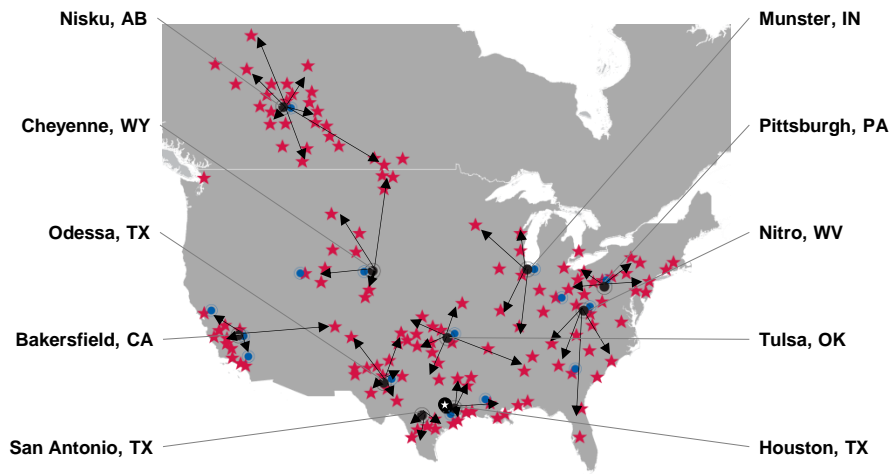 Nisku, AB
Munster, IN
Cheyenne, WY
Pittsburgh, PA
Odessa, TX
Nitro, WV
Bakersfield, CA
Tulsa, OK
San Antonio, TX
Houston, TX